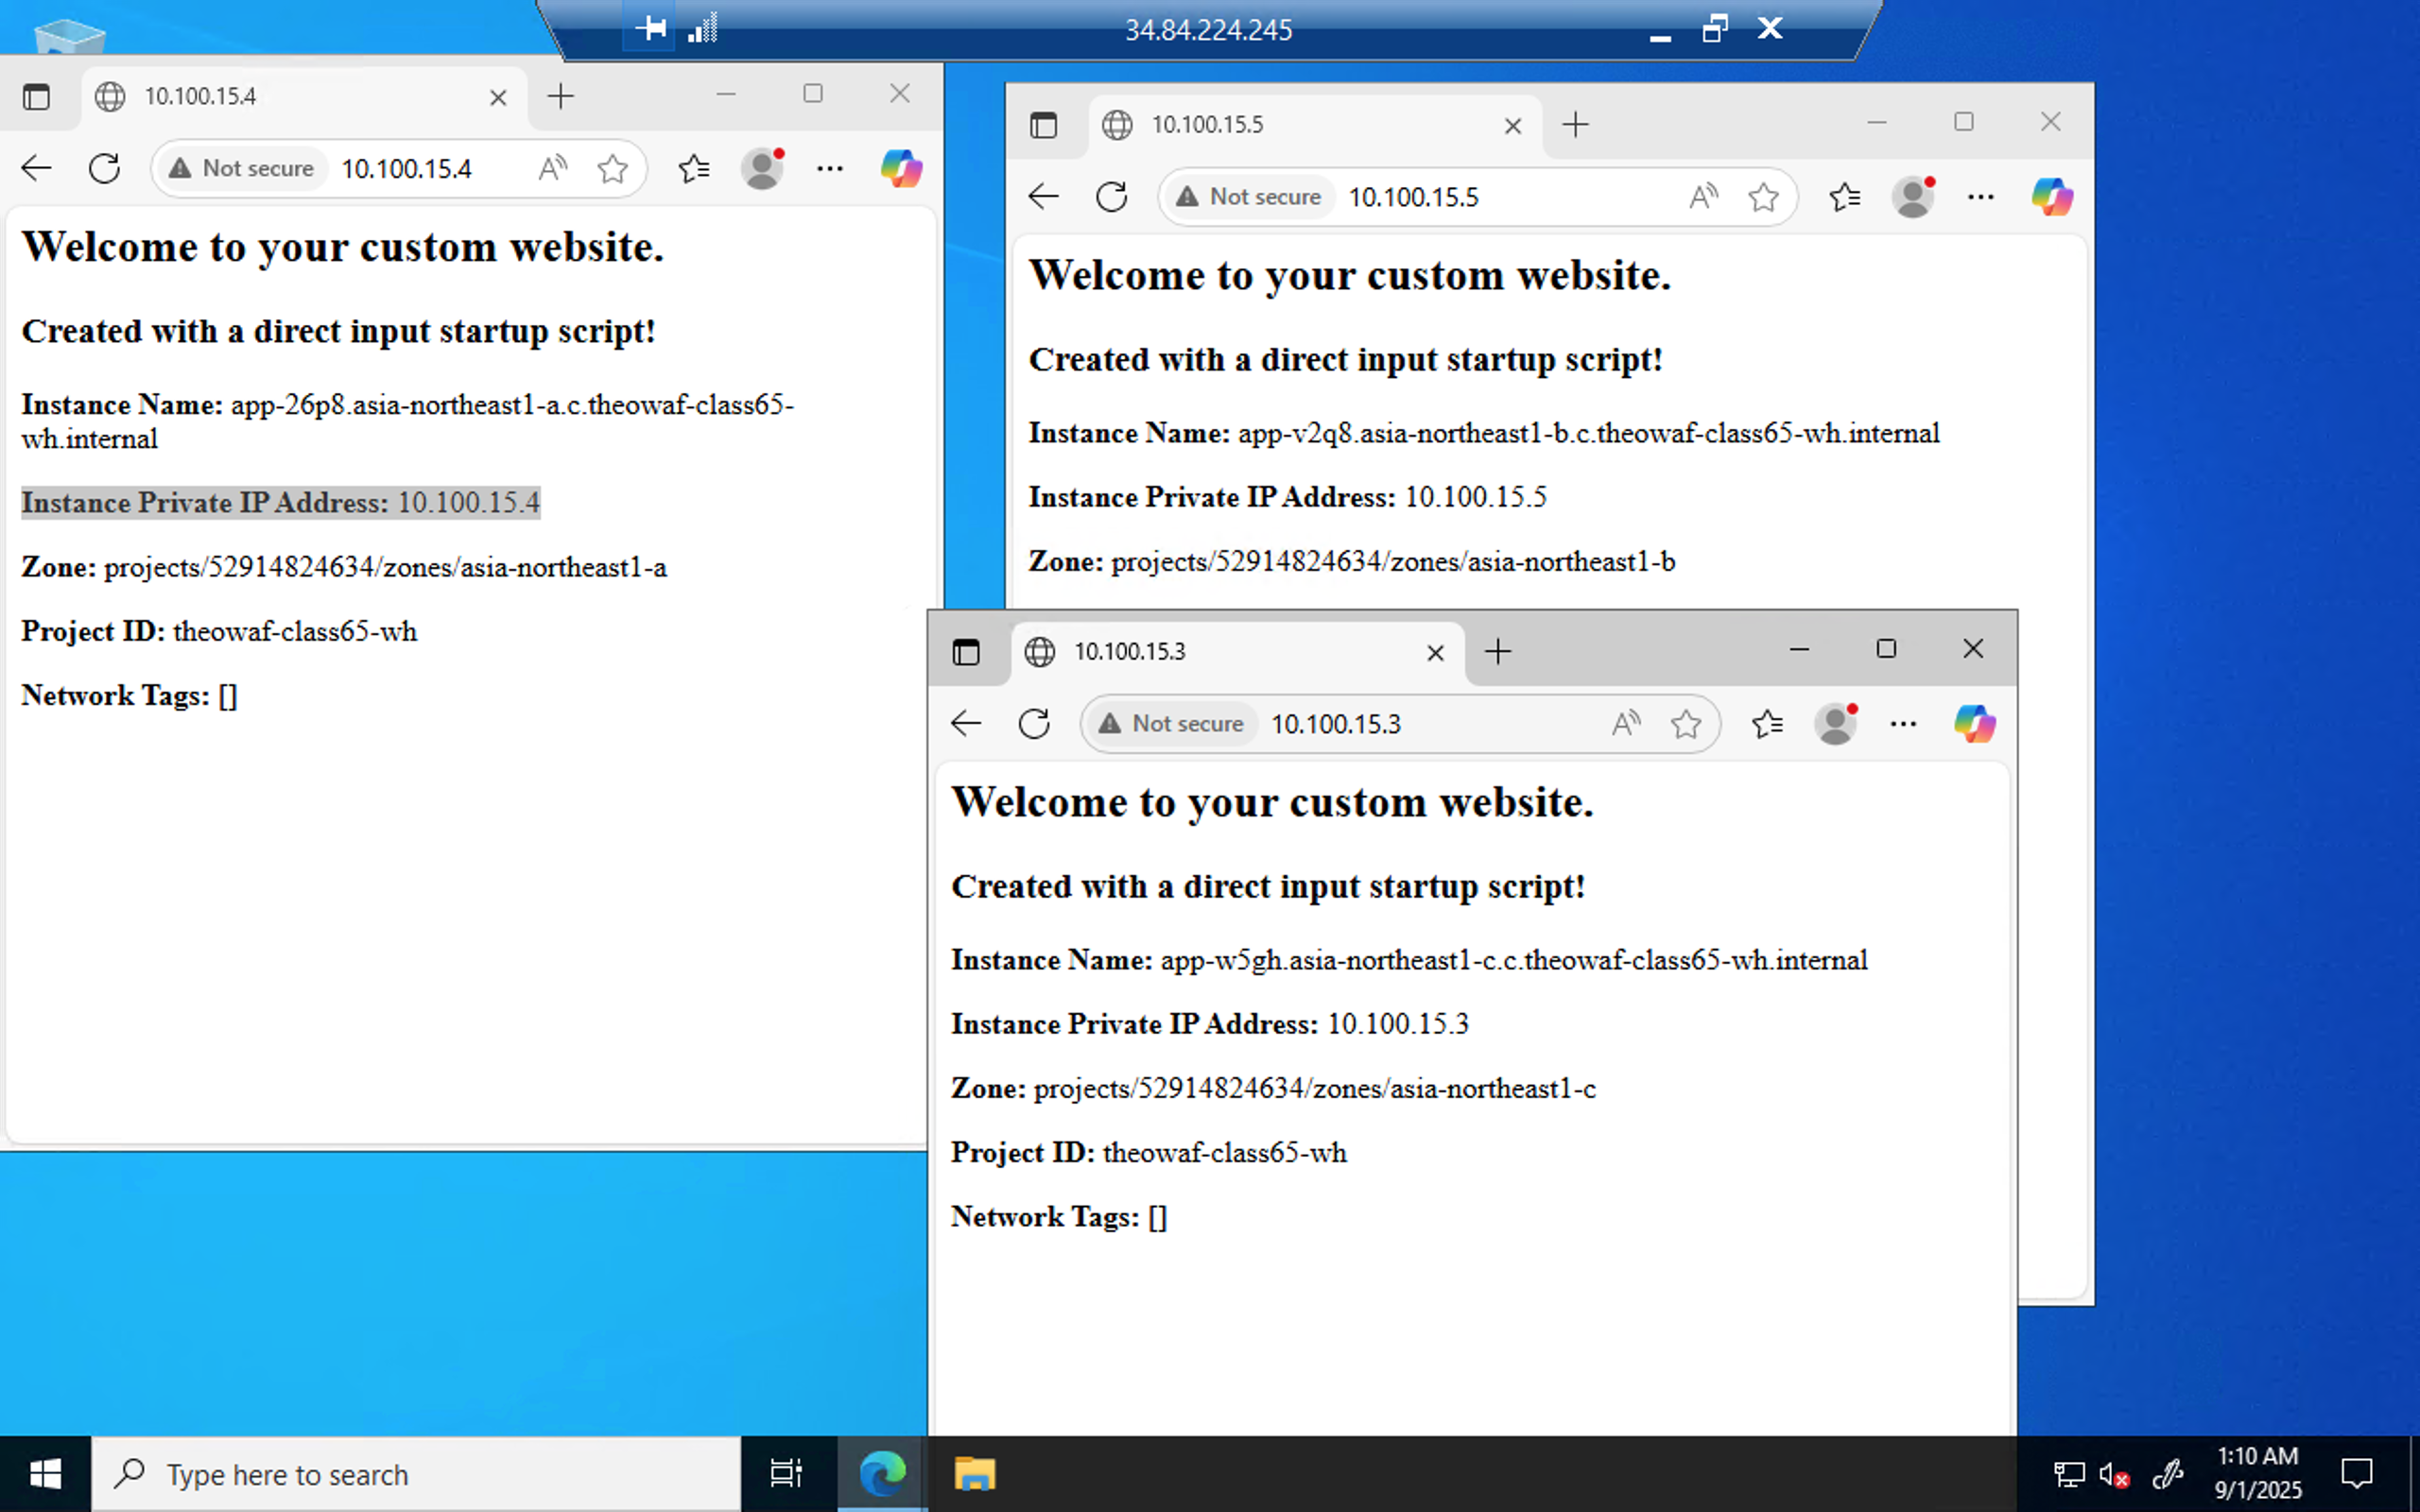 34.84.224.245
10.100.15.4
Not secure
10.100.15.4
Welcome to your custom website.
Created with a direct input startup script!
Instance Name: app-26p8.asia-northeast1-a.c.theowaf-class65-
wh.internal
Instance Private IP Address: 10.100.15.4
Zone: projects/52914824634/zones/asia-northeast1-a
Project ID: theowaf-class65-wh
Network Tags: []
10.100.15.5
Not secure
10.100.15.5
Welcome to your custom website.
Created with a direct input startup script!
Instance Name: app-v2q8.asia-northeast1-b.c.theowaf-class65-wh.internal
Instance Private IP Address: 10.100.15.5
Zone: projects/52914824634/zones/asia-northeast1-b
10.100.15.3
Not secure
10.100.15.3
Welcome to your custom website.
Created with a direct input startup script!
Instance Name: app-w5gh.asia-northeast1-c.c.theowaf-class65-wh.internal
Instance Private IP Address: 10.100.15.3
Zone: projects/52914824634/zones/asia-northeast1-c
Project ID: theowaf-class65-wh
Network Tags: []
Type here to search
1:10 AM
9/1/2025